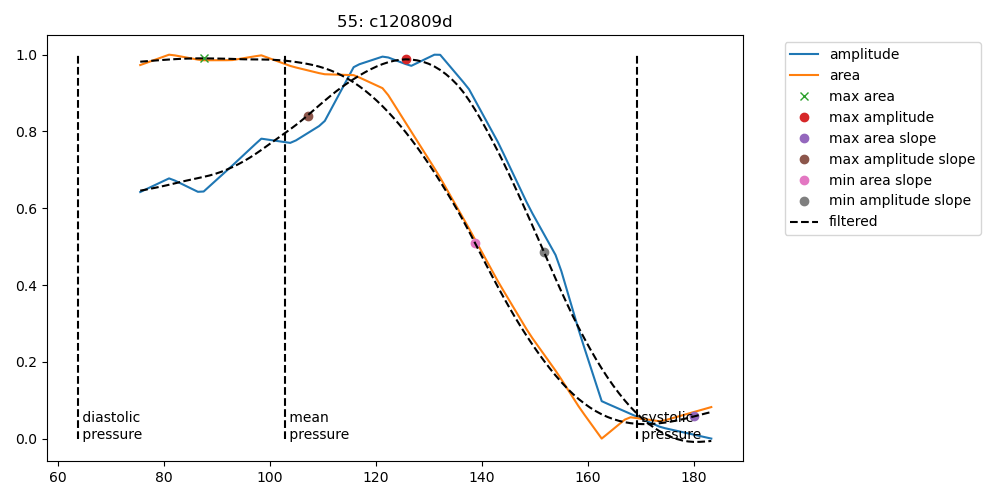 55: c120809d
1.0
0.8
0.6
0.4
0.2
0.0
60
80
100
120
140
160
180
diastolic
pressure
mean
pressure
systolic
pressure
amplitude
area
max area
max amplitude
max area slope
max amplitude slope
min area slope
min amplitude slope
filtered